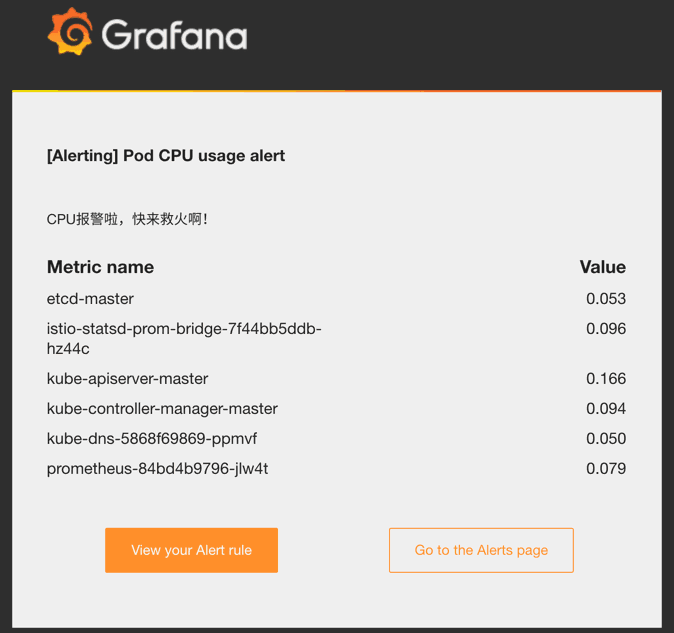 Grafana
[Alerting] Pod CPU usage alert
CPU报警啦，快来救火啊！
Metric name Value
etcd-master 0.053
istio-statsd-prom-bridge-7f44bb5ddb- 0.096
hz44c
kube-apiserver-master 0.166
kube-controller-manager-master 0.094
kube-dns-5868f69869-ppmvf 0.050
prometheus-84bd4b9796-jlw4t 0.079
View your Alert rule Go to the Alerts page